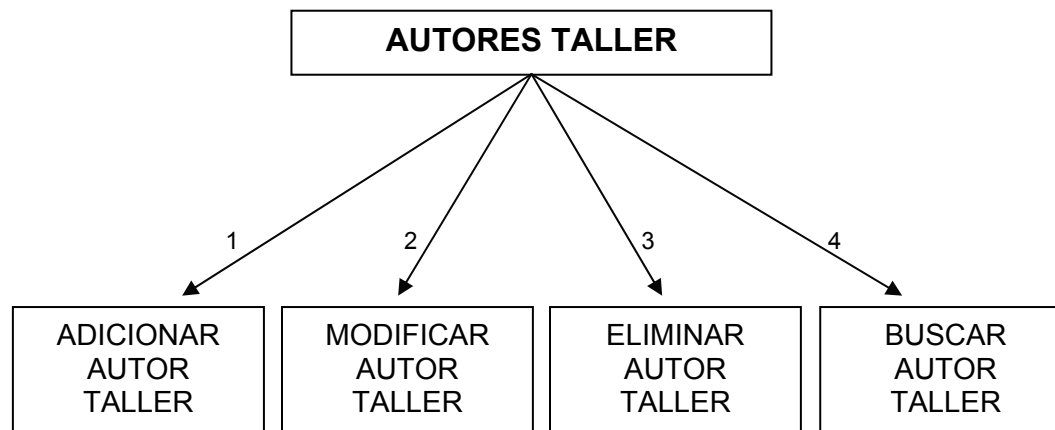 AUTORES TALLER
1
2
3
4
ADICIONAR
AUTOR
TALLER
MODIFICAR
AUTOR
TALLER
ELIMINAR
AUTOR
TALLER
BUSCAR
AUTOR
TALLER